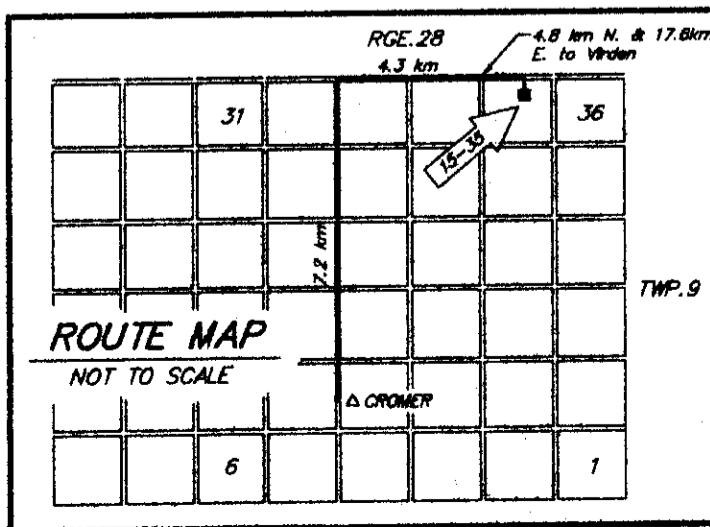 RGE.28
4.3 km
4.8 km N. & 17.6km
E. to Virden
31
36
15-35
7.2 km
TWP.9
ROUTE MAP
NOT TO SCALE
△ CROMER
6
1